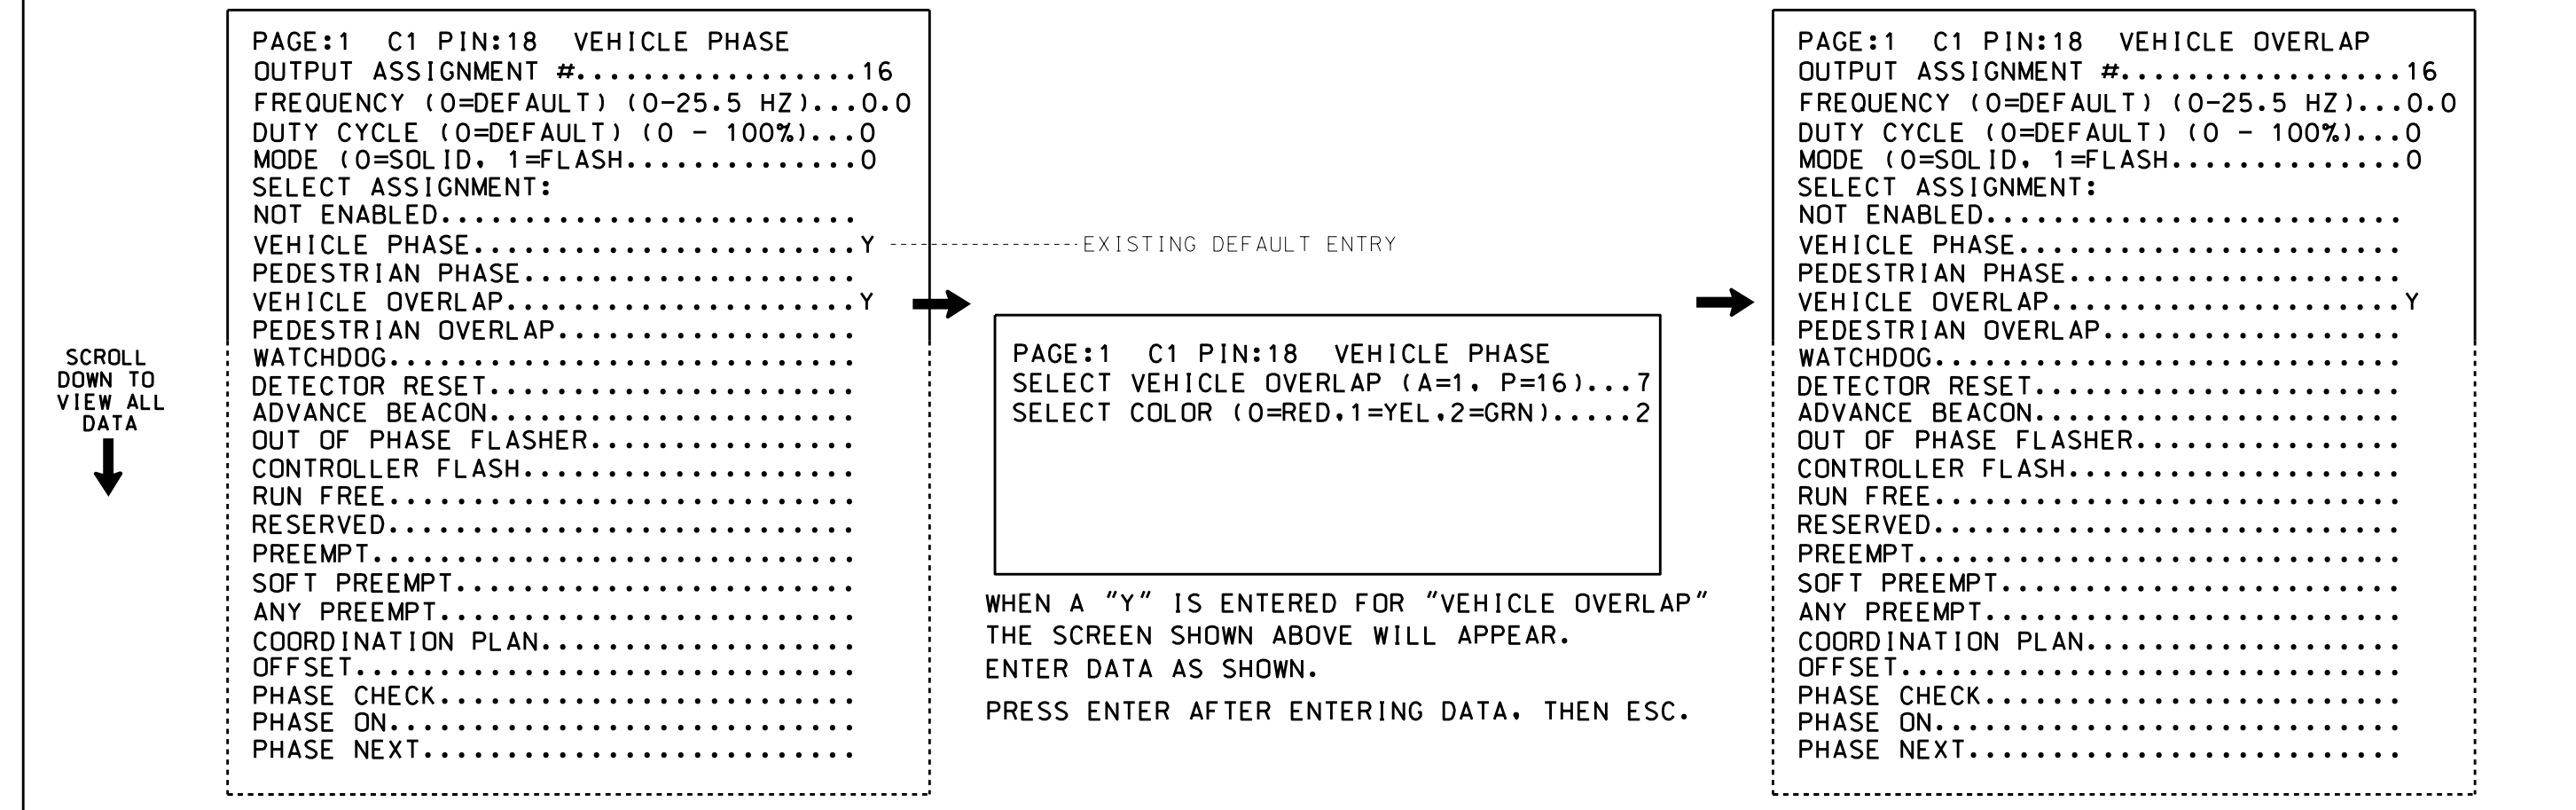 SCROLL
DOWN TO
VIEW ALL
DATA
PAGE:1 C1 PIN:18 VEHICLE PHASE
OUTPUT ASSIGNMENT #.................16
FREQUENCY (0=DEFAULT) (0-25.5 HZ)...0.0
DUTY CYCLE (0=DEFAULT) (0 - 100%)...0
MODE (0=SOLID, 1=FLASH..............0
SELECT ASSIGNMENT:
NOT ENABLED.........................
VEHICLE PHASE.......................Y
PEDESTRIAN PHASE....................
VEHICLE OVERLAP.....................Y
PEDESTRIAN OVERLAP..................
WATCHDOG............................
DETECTOR RESET......................
ADVANCE BEACON......................
OUT OF PHASE FLASHER................
CONTROLLER FLASH....................
RUN FREE............................
RESERVED............................
PREEMPT.............................
SOFT PREEMPT........................
ANY PREEMPT.........................
COORDINATION PLAN...................
OFFSET..............................
PHASE CHECK.........................
PHASE ON............................
PHASE NEXT..........................
EXISTING DEFAULT ENTRY
PAGE:1 C1 PIN:18 VEHICLE PHASE
SELECT VEHICLE OVERLAP (A=1, P=16)...7
SELECT COLOR (0=RED,1=YEL,2=GRN).....2
WHEN A "Y" IS ENTERED FOR "VEHICLE OVERLAP"
THE SCREEN SHOWN ABOVE WILL APPEAR.
ENTER DATA AS SHOWN.
PRESS ENTER AFTER ENTERING DATA, THEN ESC.
PAGE:1 C1 PIN:18 VEHICLE OVERLAP
OUTPUT ASSIGNMENT #.................16
FREQUENCY (0=DEFAULT) (0-25.5 HZ)...0.0
DUTY CYCLE (0=DEFAULT) (0 - 100%)...0
MODE (0=SOLID, 1=FLASH..............0
SELECT ASSIGNMENT:
NOT ENABLED.........................
VEHICLE PHASE.......................
PEDESTRIAN PHASE....................
VEHICLE OVERLAP.....................Y
PEDESTRIAN OVERLAP..................
WATCHDOG............................
DETECTOR RESET......................
ADVANCE BEACON......................
OUT OF PHASE FLASHER................
CONTROLLER FLASH....................
RUN FREE............................
RESERVED............................
PREEMPT.............................
SOFT PREEMPT........................
ANY PREEMPT.........................
COORDINATION PLAN...................
OFFSET..............................
PHASE CHECK.........................
PHASE ON............................
PHASE NEXT..........................